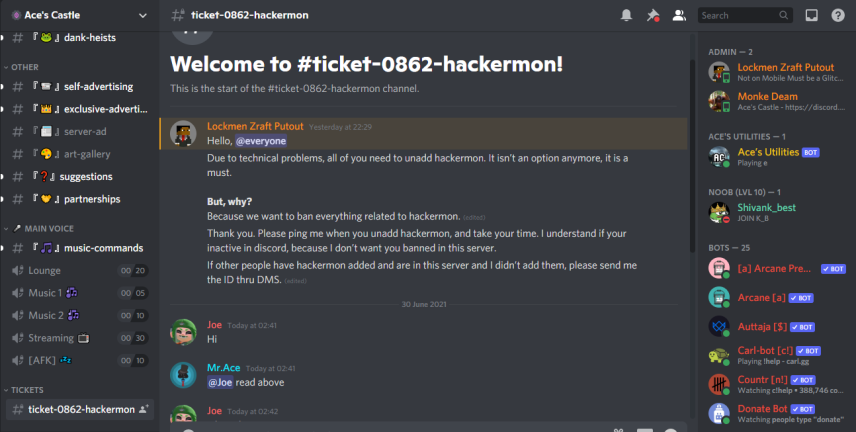 Ace's Castle
dank-heists
OTHER
self-advertising
exclusive-adverti...
server-ad
art-gallery
suggestions
partnerships
MAIN VOICE
music-commands
Lounge
00 20
Music 1
00 05
Music 2
00 10
Streaming
00 30
[AFK]
00 10
TICKETS
ticket-0862-hackermon
ticket-0862-hackermon
Search
Welcome to #ticket-0862-hackermon!
This is the start of the #ticket-0862-hackermon channel.
Lockmen Zraft Putout Yesterday at 22:29
Hello, @everyone
Due to technical problems, all of you need to unadd hackermon. It isn't an option anymore, it is a
must.
But, why?
Because we want to ban everything related to hackermon. (edited)
Thank you. Please ping me when you unadd hackermon, and take your time. I understand if your
inactive in discord, because I don't want you banned in this server.
If other people have hackermon added and are in this server and I didn't add them, please send me
the ID thru DMS. (edited)
30 June 2021
Joe Today at 02:41
Hi
Mr.Ace Today at 02:41
@Joe read above
Joe Today at 02:42
ADMIN — 2
Lockmen Zraft Putout
Not on Mobile Must be a Glitc...
Monke Deam
Ace's Castle - https://discord....
ACE'S UTILITIES — 1
Ace's Utilities BOT
Playing e
NOOB (LVL 10) — 1
Shivank_best
JOIN K_B
BOTS — 25
[a] Arcane Pre... BOT
Arcane [a] BOT
Auttaja [$] BOT
Carl-bot [c!] BOT
Playing !help - carl.gg
Countr [n!] BOT
Watching c!help • 388,746 co...
Donate Bot BOT
Watching people type "donate"